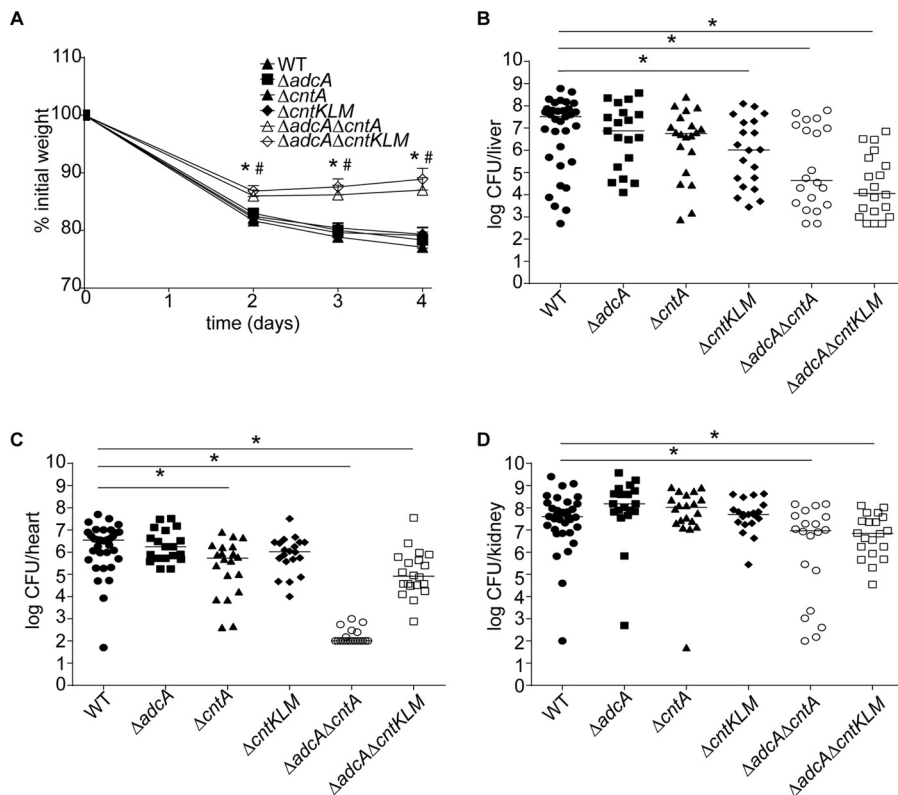 A
110
100
90
80
70
% initial weight
0 1 2 3 4
time (days)
WT
ΔadcA
ΔcntA
ΔcntKLM
ΔadcAΔcntA
ΔadcAΔcntKLM
* # * # * #
B
*
*
*
10
9
8
7
6
5
4
3
2
1
0
log CFU/liver
WT ΔadcA ΔcntA ΔcntKLM ΔadcAΔcntA ΔadcAΔcntKLM
C
*
*
*
10
9
8
7
6
5
4
3
2
1
0
log CFU/heart
WT ΔadcA ΔcntA ΔcntKLM ΔadcAΔcntA ΔadcAΔcntKLM
D
*
*
10
9
8
7
6
5
4
3
2
1
0
log CFU/kidney
WT ΔadcA ΔcntA ΔcntKLM ΔadcAΔcntA ΔadcAΔcntKLM